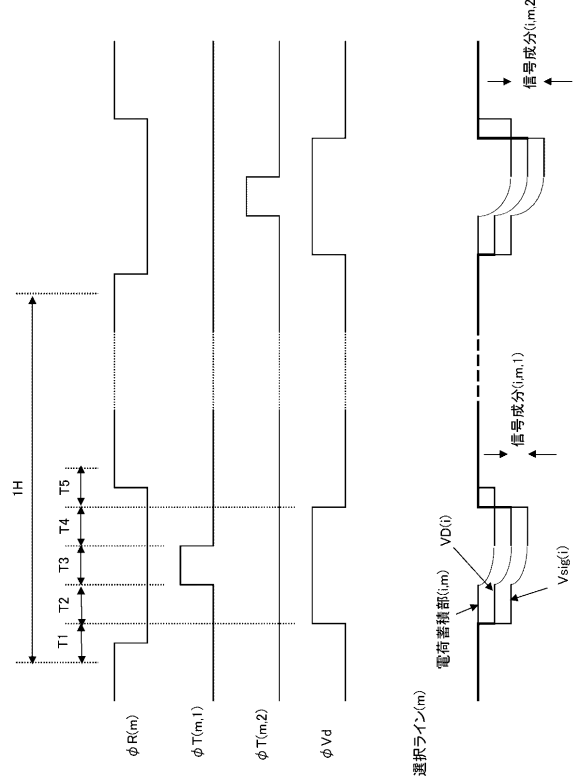 1H
T1
T2
T3
T4
T5
φR(m)
φT(m,1)
φT(m,2)
φVd
選択ライン(m)
電荷蓄積部(i,m)
VD(i)
Vsig(i)
信号成分(i,m,1)
信号成分(i,m,2